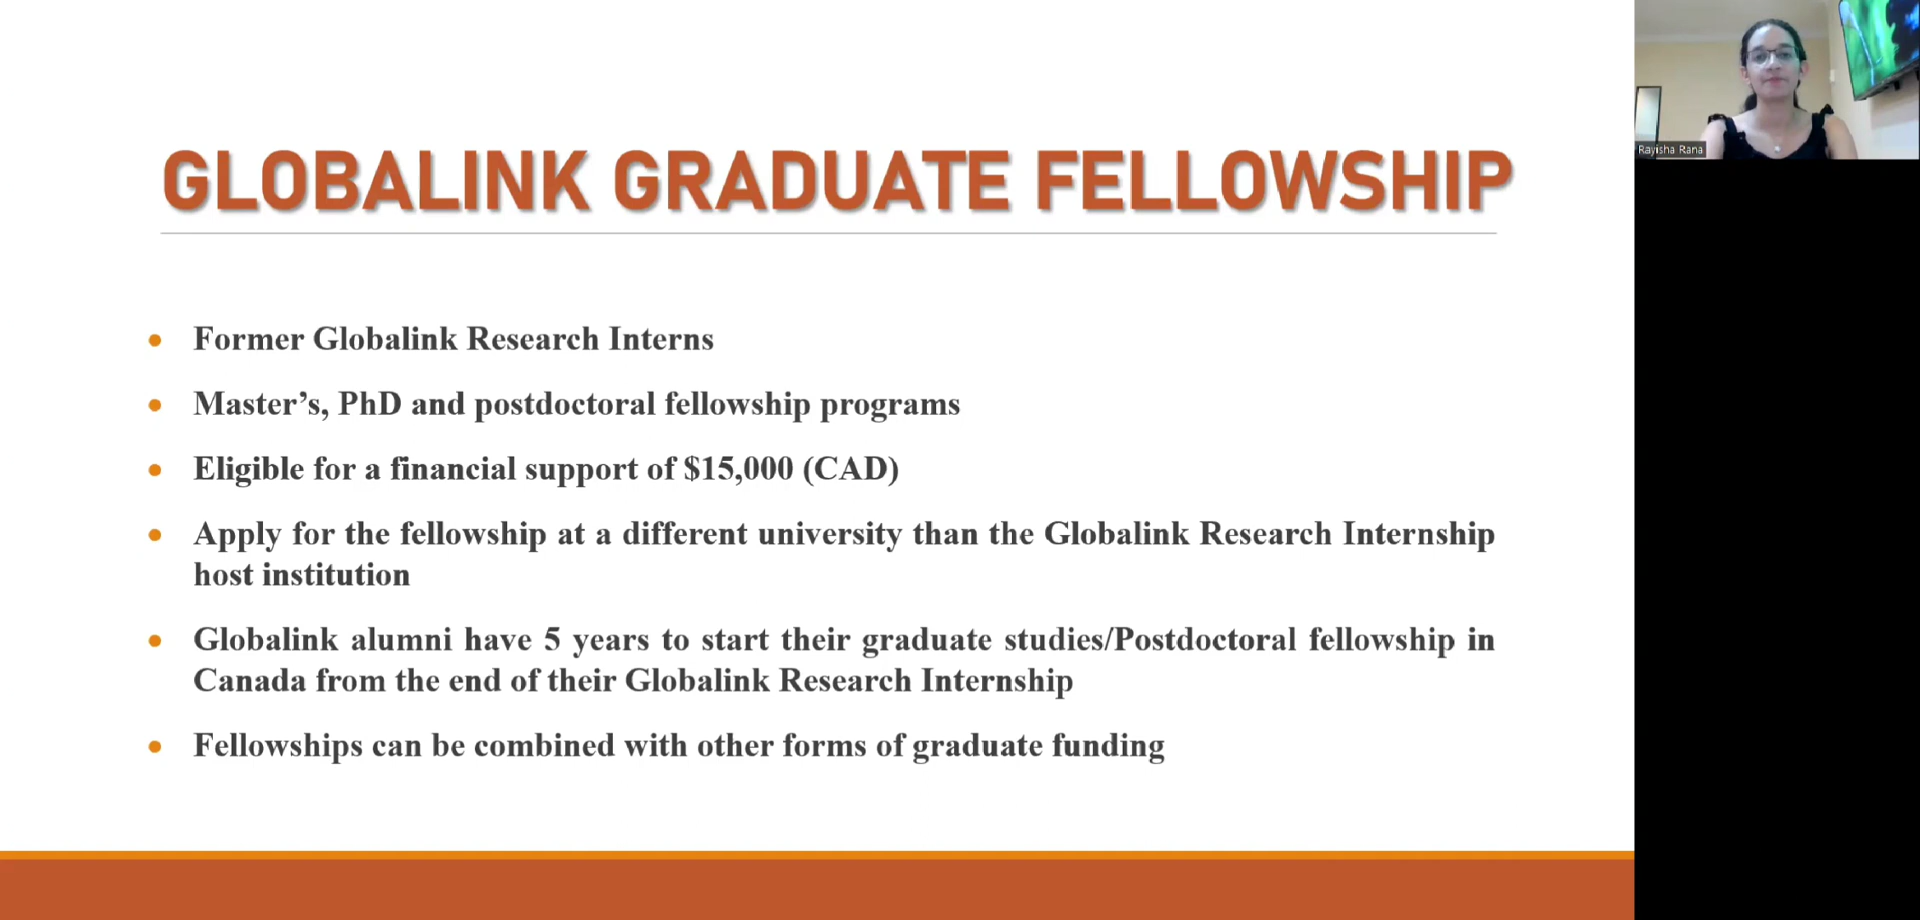 GLOBALINK GRADUATE FELLOWSHIP
Rayisha Rana
• Former Globalink Research Interns
• Master’s, PhD and postdoctoral fellowship programs
• Eligible for a financial support of $15,000 (CAD)
• Apply for the fellowship at a different university than the Globalink Research Internship
host institution
• Globalink alumni have 5 years to start their graduate studies/Postdoctoral fellowship in
Canada from the end of their Globalink Research Internship
• Fellowships can be combined with other forms of graduate funding